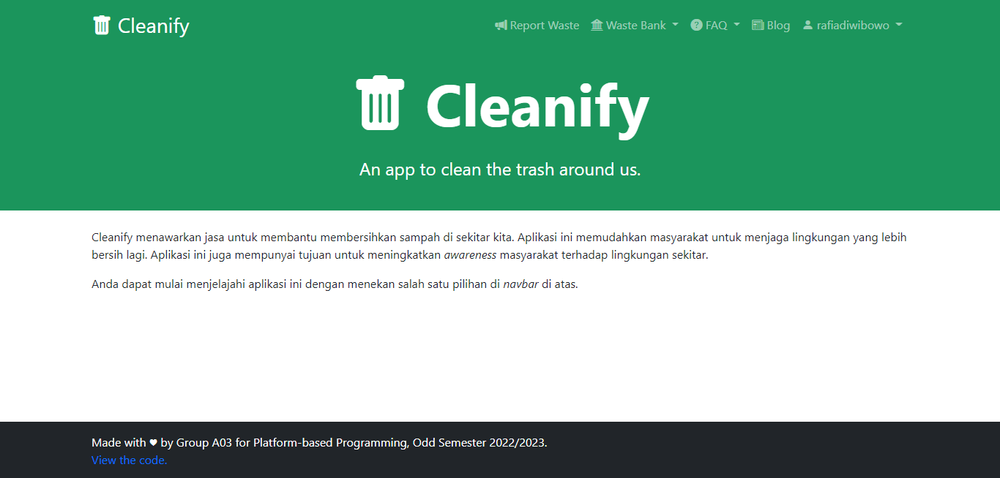 Cleanify
Report Waste
Waste Bank
FAQ
Blog
rafiadiwibowo
Cleanify
An app to clean the trash around us.
Cleanify menawarkan jasa untuk membantu membersihkan sampah di sekitar kita. Aplikasi ini memudahkan masyarakat untuk menjaga lingkungan yang lebih
bersih lagi. Aplikasi ini juga mempunyai tujuan untuk meningkatkan awareness masyarakat terhadap lingkungan sekitar.
Anda dapat mulai menjelajahi aplikasi ini dengan menekan salah satu pilihan di navbar di atas.
Made with ♥ by Group A03 for Platform-based Programming, Odd Semester 2022/2023.
View the code.